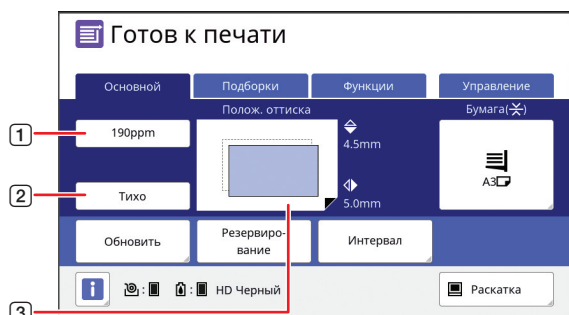 Готов к печати
Основной
Подборки
Функции
Управление
Полож. оттиска
Бумага( )
1
190ppm
4.5mm
A3
2
Тихо
5.0mm
Обновить
Резервиро-
вание
Интервал
i
:
:
HD Черный
Раскатка
3